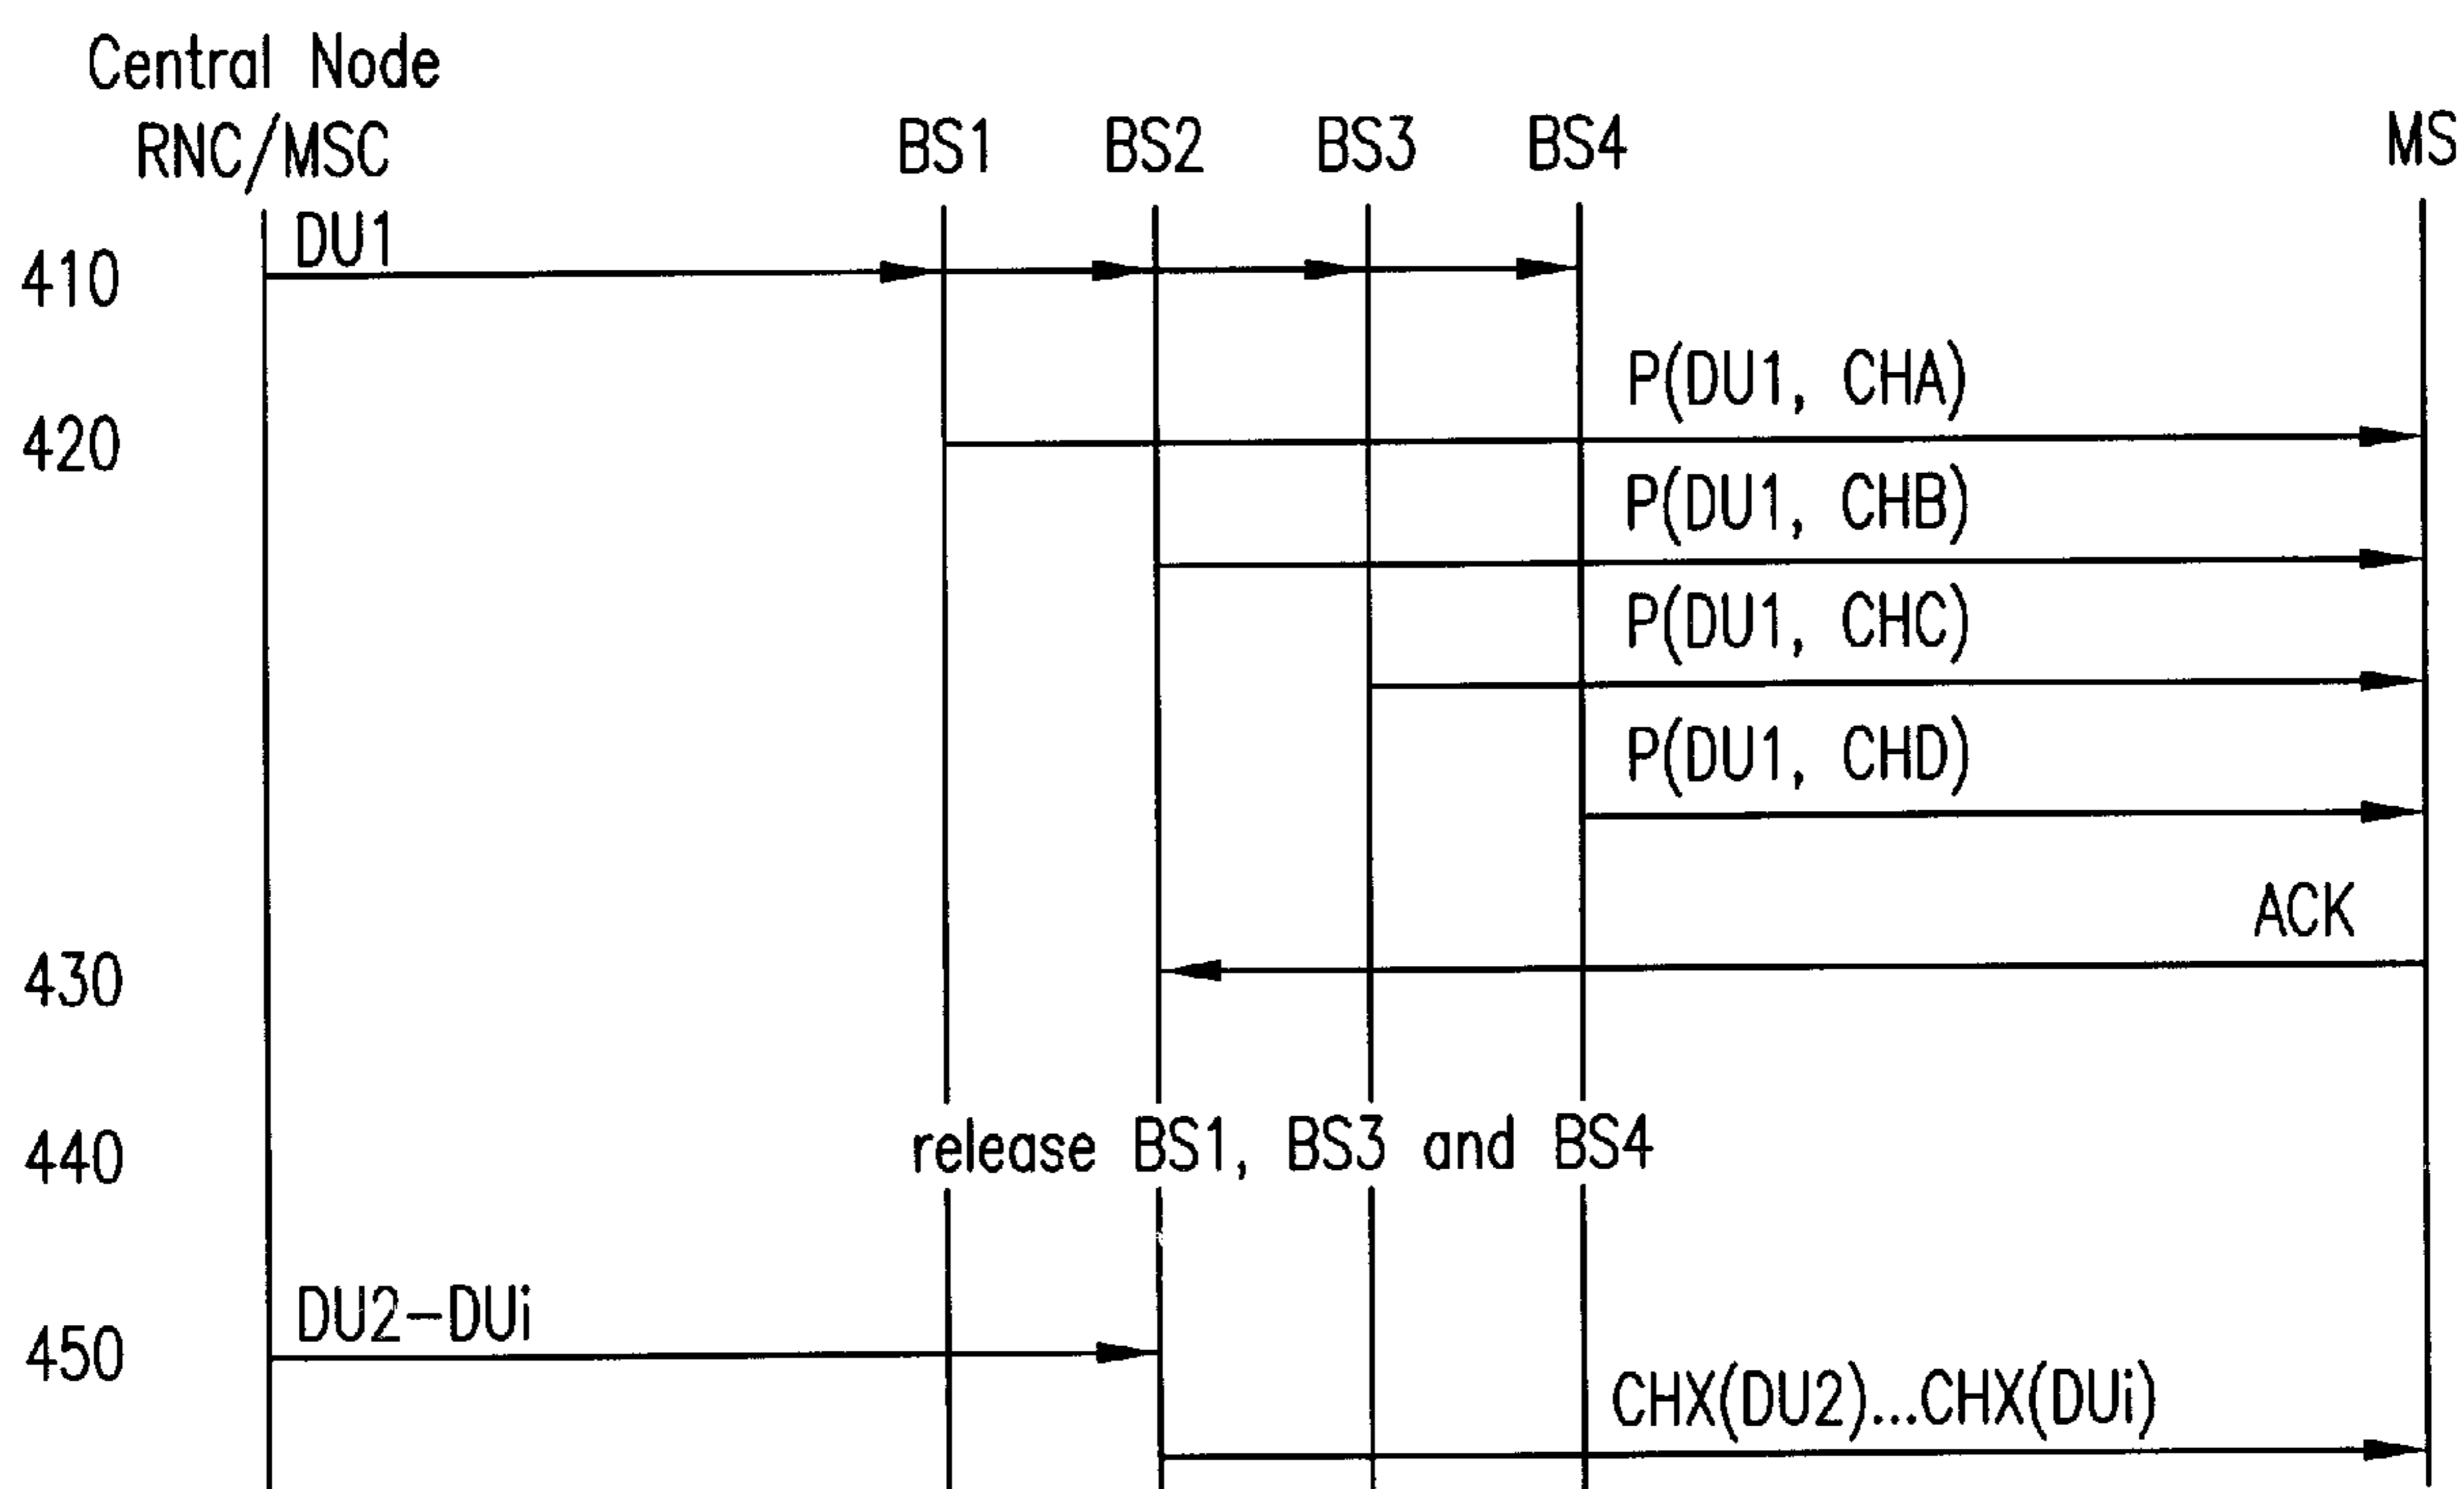 Central Node
RNC/MSC
BS1 BS2 BS3 BS4 MS
DU1
410
P(DU1, CHA)
420
P(DU1, CHB)
P(DU1, CHC)
P(DU1, CHD)
ACK
430
440 release BS1, BS3 and BS4
DU2-DUi
450
CHX(DU2)...CHX(DUi)